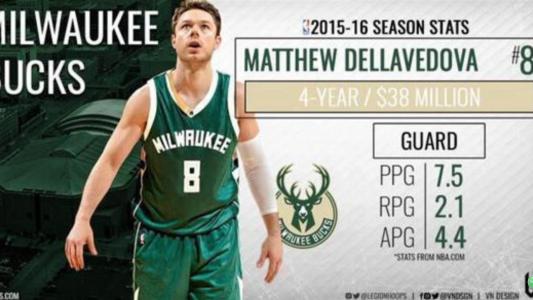 MILWAUKEE
BUCKS
2015-16 SEASON STATS
MATTHEW DELLAVEDOVA #8
4-YEAR / $38 MILLION
GUARD
PPG 7.5
RPG 2.1
APG 4.4
*STATS FROM NBA.COM
MILWAUKEE
8
MILWAUKEE BUCKS
@LEGIONHOOPS | @VNDSGN | VN DESIGN